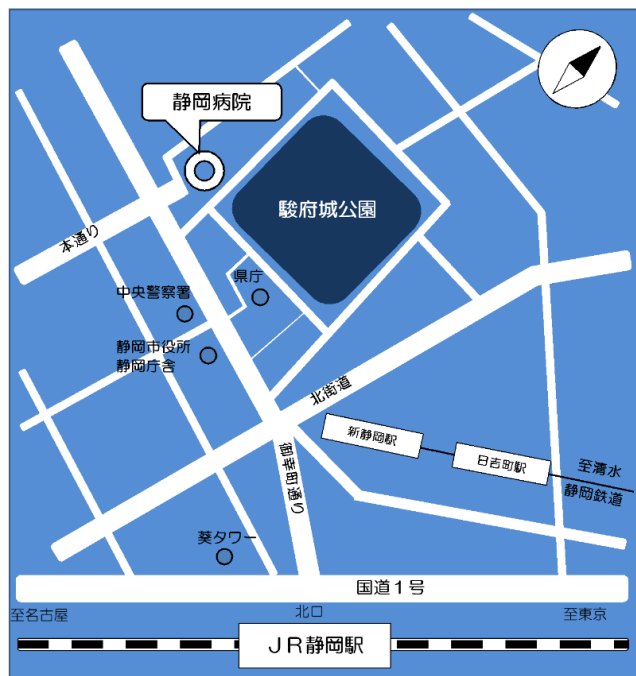 静岡病院
駿府城公園
本通り
県庁
中央警察署
静岡市役所
静岡庁舎
北街道
新静岡駅
日吉町駅
至清水
静岡鉄道
御幸町通り
葵タワー
国道1号
至名古屋
北口
至東京
JR静岡駅